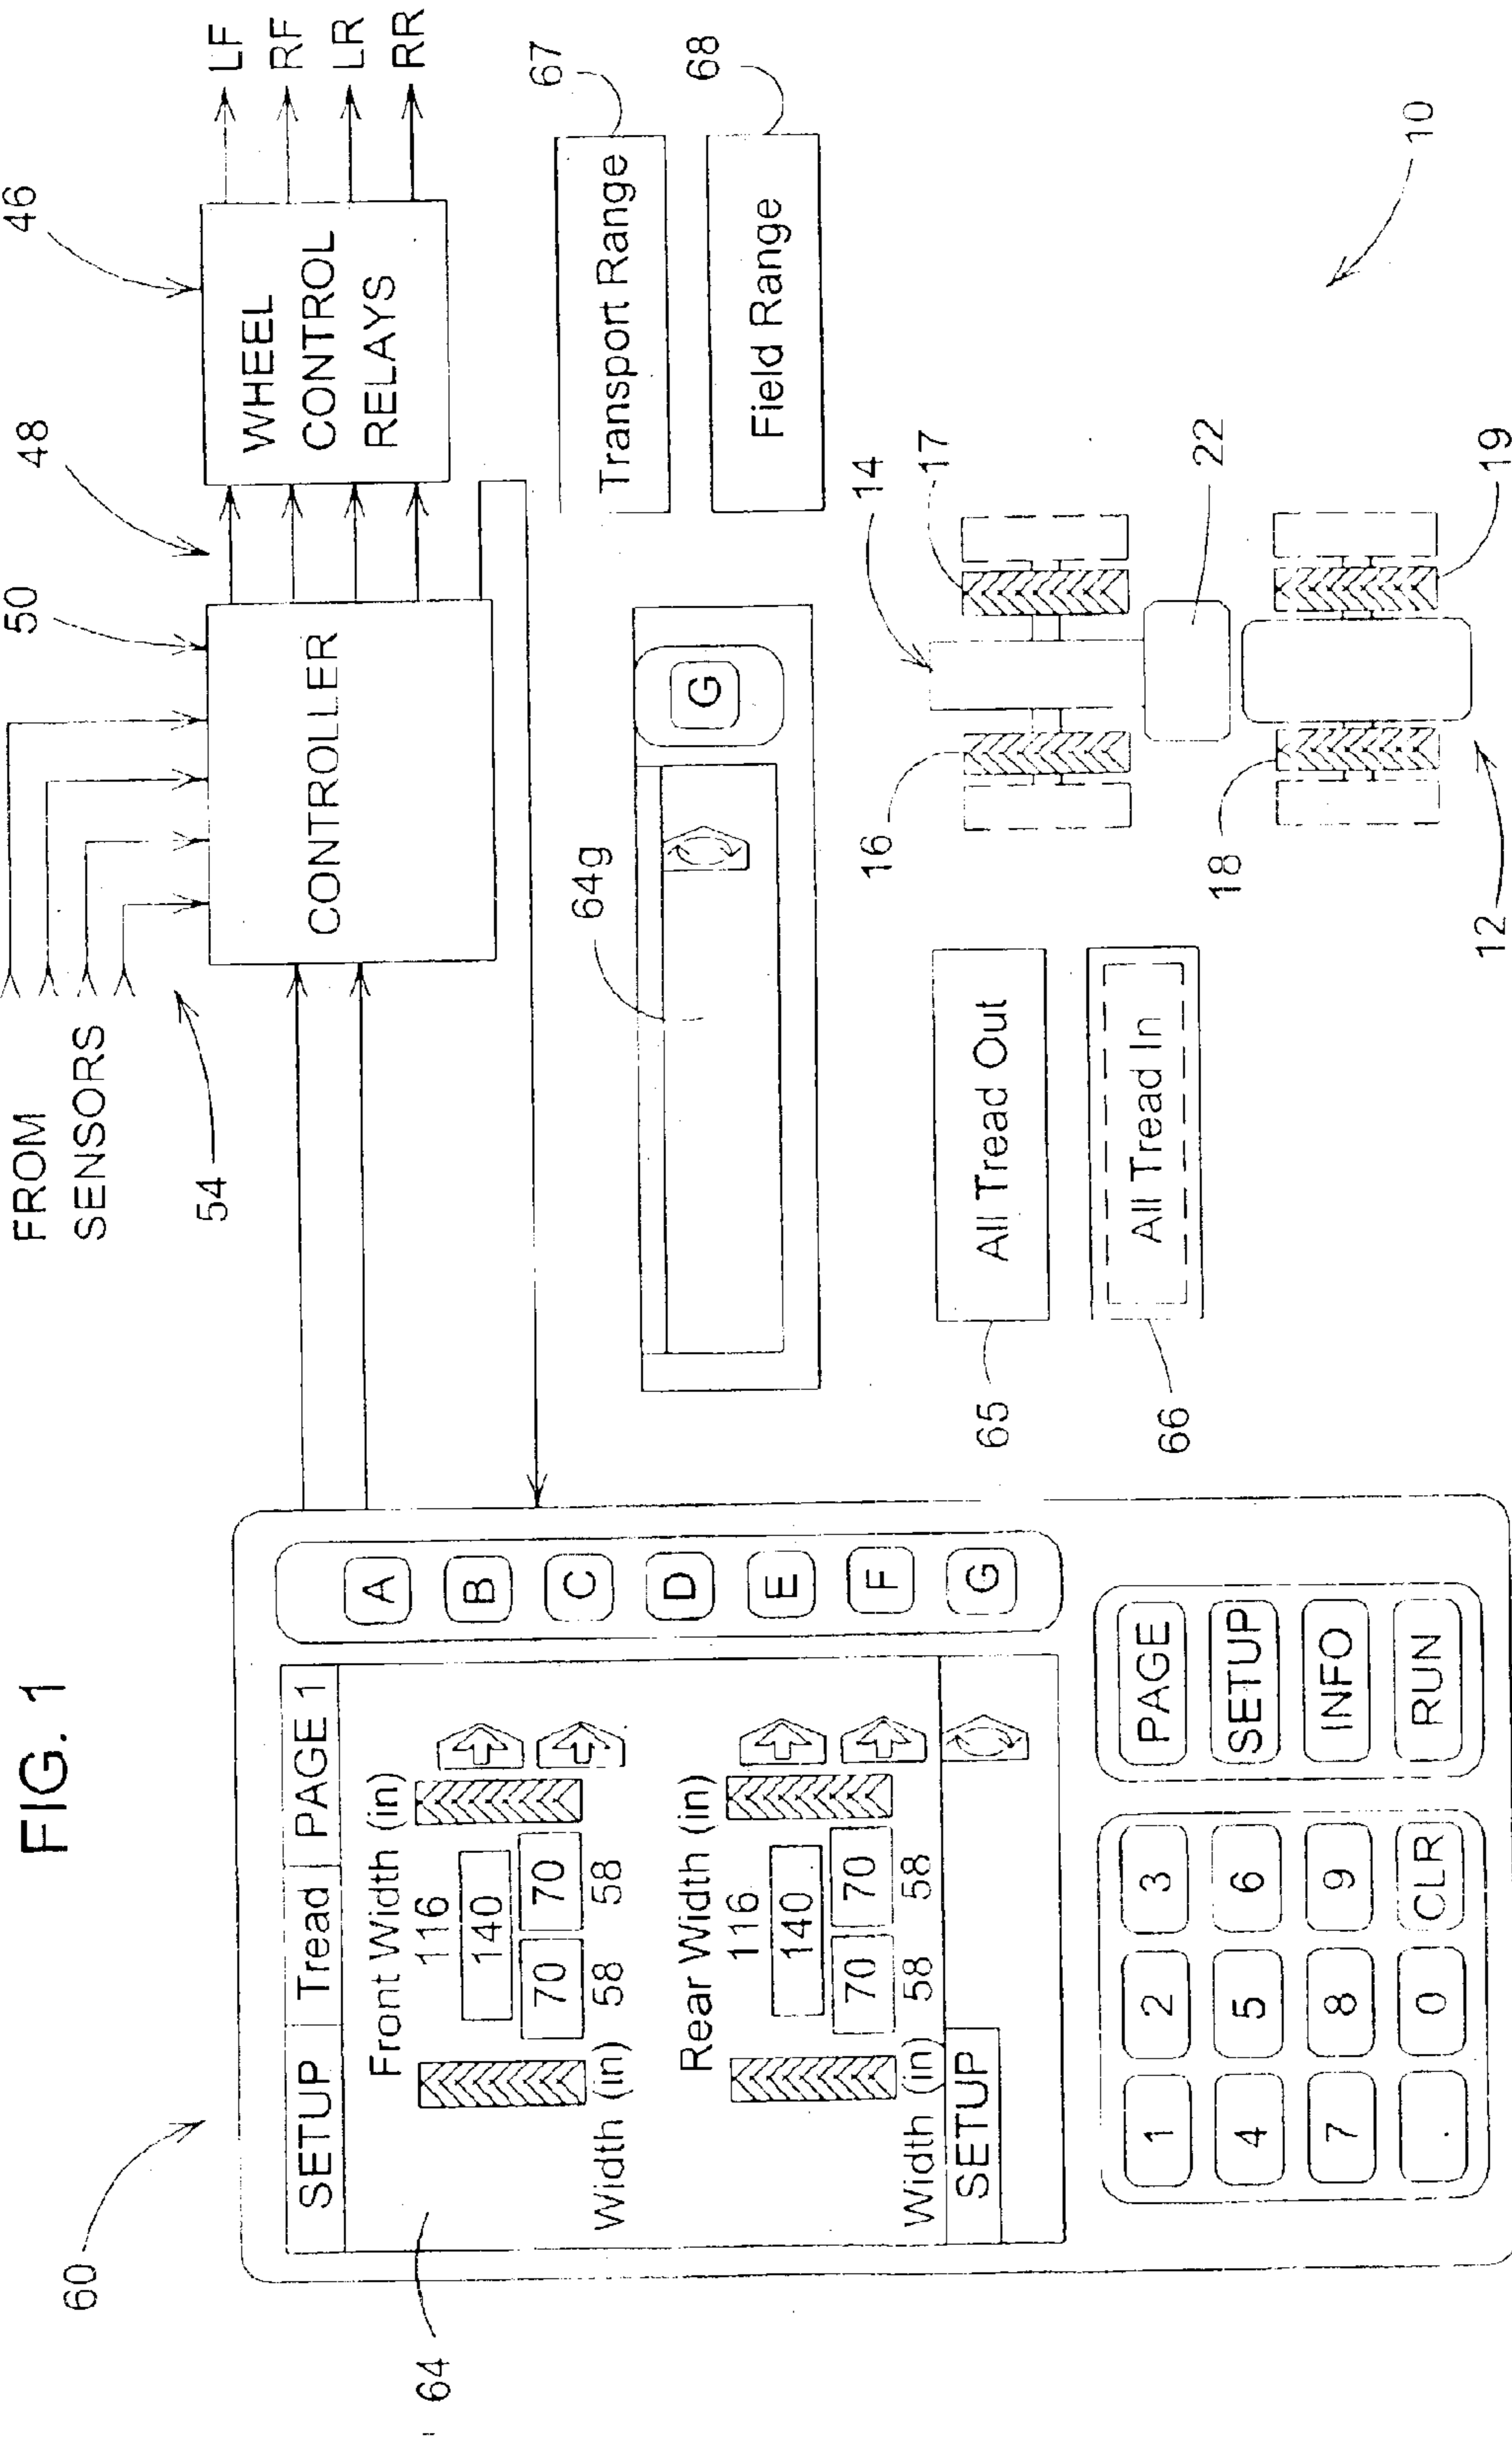 FIG. 1
60
64
SETUP Tread PAGE 1
Front Width (in)
116
140
70 70
Width (in) 58 58
Rear Width (in)
116
140
70 70
Width (in) 58 58
SETUP
A
B
C
D
E
F
G
1 2 3
4 5 6
7 8 9
. 0 CLR
PAGE
SETUP
INFO
RUN
FROM
SENSORS
54
50
CONTROLLER
48
46
WHEEL
CONTROL
RELAYS
LF
RF
LR
RR
64g
G
Transport Range
67
Field Range
68
65
All Tread Out
66
All Tread In
14
16
17
22
18
19
12
10